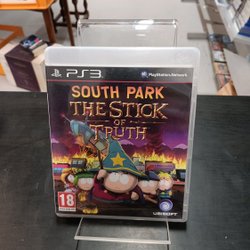 PS3
PlayStation Network
SOUTH PARK
THE STICK
OF
TRUTH
18
UBISOFT